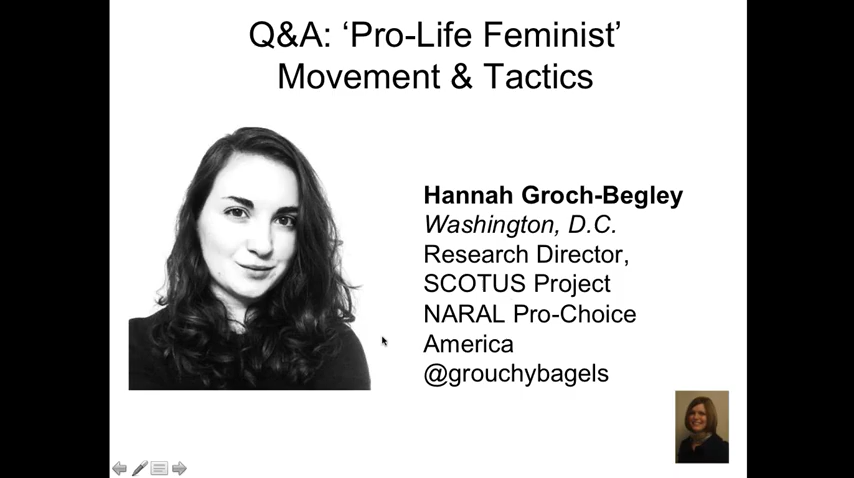 Q&A: ‘Pro-Life Feminist’
Movement & Tactics
Hannah Groch-Begley
Washington, D.C.
Research Director,
SCOTUS Project
NARAL Pro-Choice
America
@grouchybagels